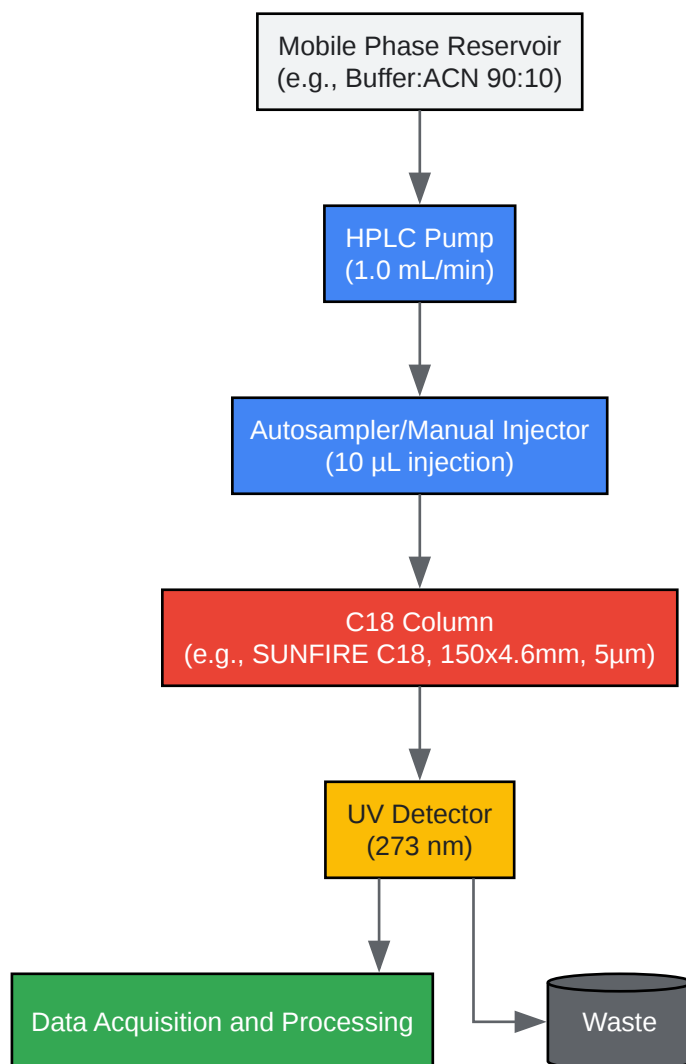 Mobile Phase Reservoir
(e.g., Buffer:ACN 90:10)
HPLC Pump
(1.0 mL/min)
Autosampler/Manual Injector
(10 µL injection)
C18 Column
(e.g., SUNFIRE C18, 150x4.6mm, 5µm)
UV Detector
(273 nm)
Data Acquisition and Processing
Waste